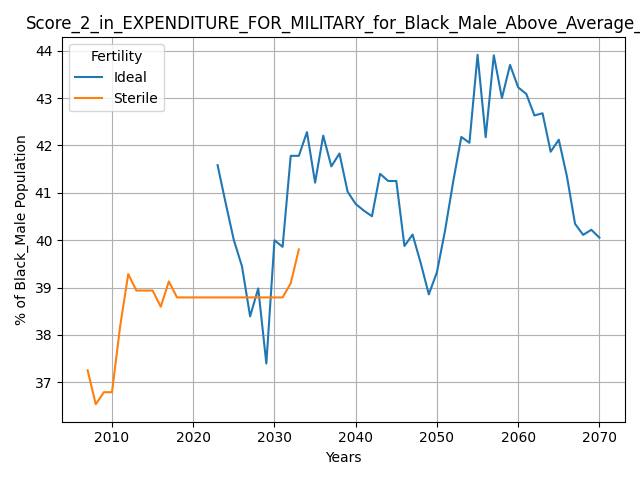 Score_2_in_EXPENDITURE_FOR_MILITARY_for_Black_Male_Above_Average_
Fertility
Ideal
Sterile
44
43
42
41
40
39
38
37
% of Black_Male Population
2010 2020 2030 2040 2050 2060 2070
Years